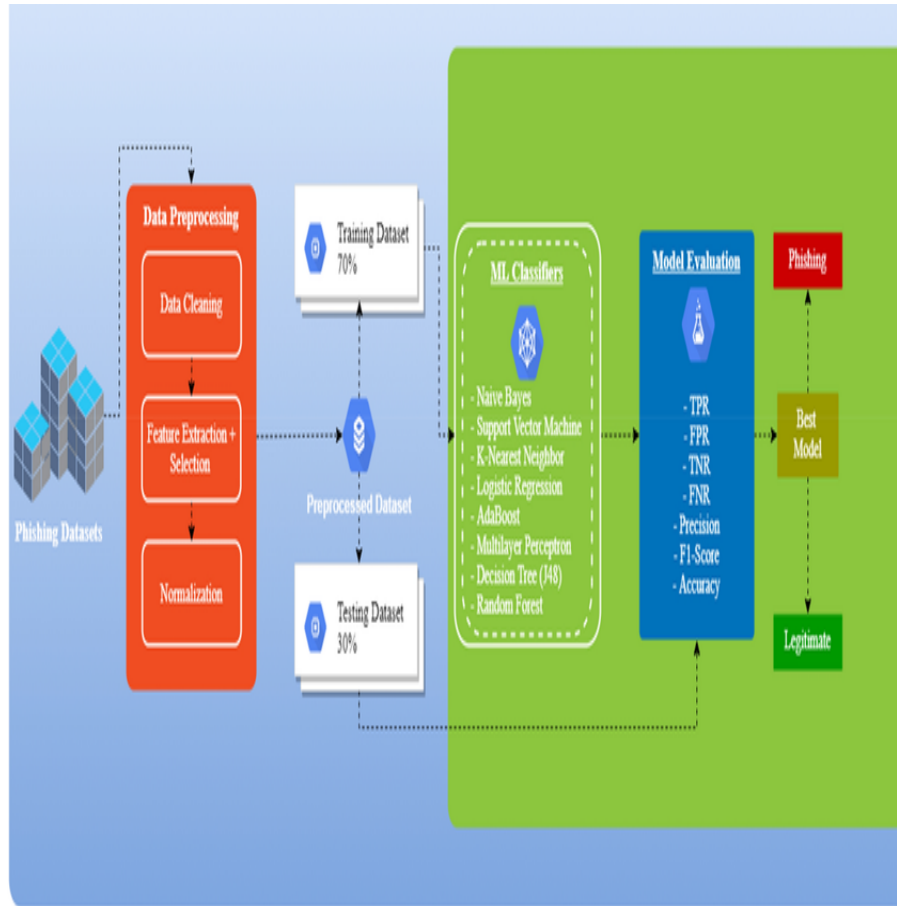 Phishing Datasets
Data Preprocessing
Data Cleaning
Feature Extraction +
Selection
Normalization
Training Dataset
70%
Preprocessed Dataset
Testing Dataset
30%
ML Classifiers
- Naive Bayes
- Support Vector Machine
- K-Nearest Neighbor
- Logistic Regression
- AdaBoost
- Multilayer Perceptron
- Decision Tree (J48)
- Random Forest
Model Evaluation
- TPR
- FPR
- TNR
- FNR
- Precision
- F1-Score
- Accuracy
Phishing
Best
Model
Legitimate